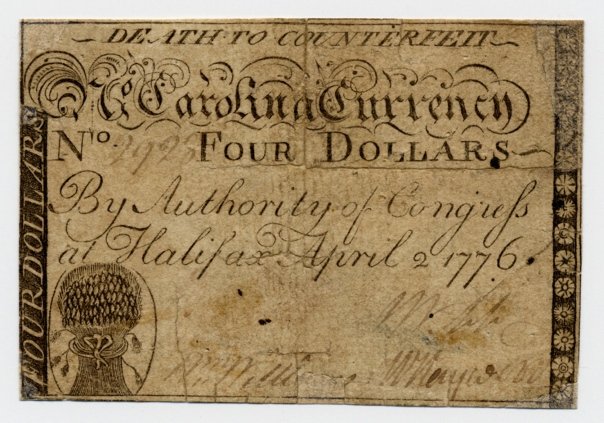 DEATH TO COUNTERFEIT
No. Carolina Currency
No. FOUR DOLLARS
By Authority of Congress
at Halifax April 2 1776.
FOUR DOLLARS